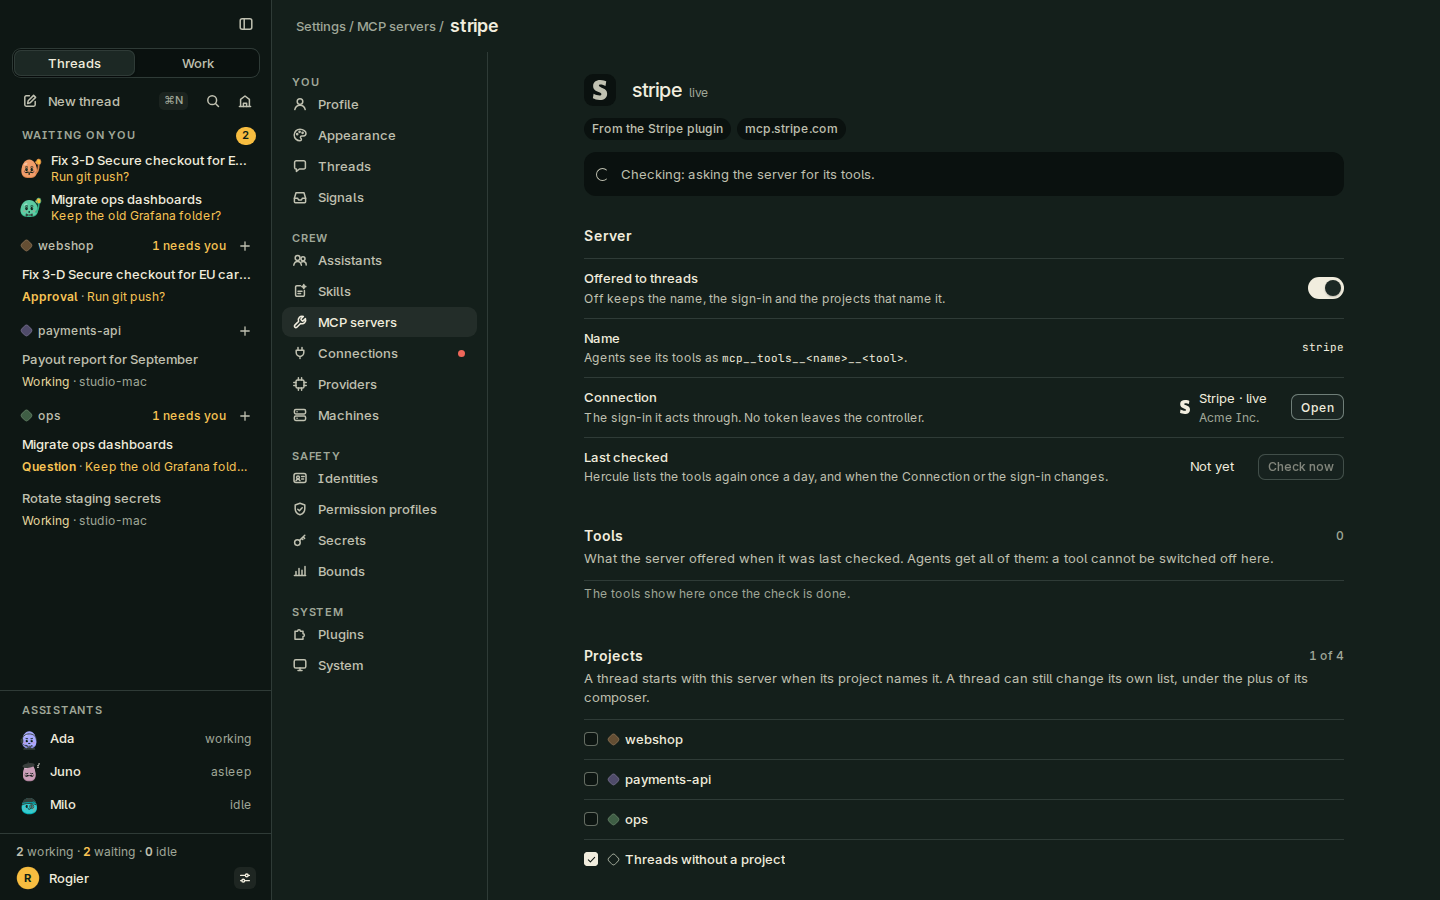 Threads
Work
New thread
⌘N
WAITING ON YOU
2
Fix 3-D Secure checkout for E...
Run git push?
Migrate ops dashboards
Keep the old Grafana folder?
webshop
1 needs you
Fix 3-D Secure checkout for EU car...
Approval · Run git push?
payments-api
Payout report for September
Working · studio-mac
ops
1 needs you
Migrate ops dashboards
Question · Keep the old Grafana fold...
Rotate staging secrets
Working · studio-mac
ASSISTANTS
Ada
working
Juno
asleep
Milo
idle
2 working · 2 waiting · 0 idle
R
Rogier
Settings / MCP servers / stripe
YOU
Profile
Appearance
Threads
Signals
CREW
Assistants
Skills
MCP servers
Connections
Providers
Machines
SAFETY
Identities
Permission profiles
Secrets
Bounds
SYSTEM
Plugins
System
S
stripe live
From the Stripe plugin
mcp.stripe.com
Checking: asking the server for its tools.
Server
Offered to threads
Off keeps the name, the sign-in and the projects that name it.
Name
Agents see its tools as mcp__tools__<name>__<tool>.
stripe
Connection
The sign-in it acts through. No token leaves the controller.
S
Stripe · live
Acme Inc.
Open
Last checked
Hercule lists the tools again once a day, and when the Connection or the sign-in changes.
Not yet
Check now
Tools
0
What the server offered when it was last checked. Agents get all of them: a tool cannot be switched off here.
The tools show here once the check is done.
Projects
1 of 4
A thread starts with this server when its project names it. A thread can still change its own list, under the plus of its
composer.
webshop
payments-api
ops
Threads without a project